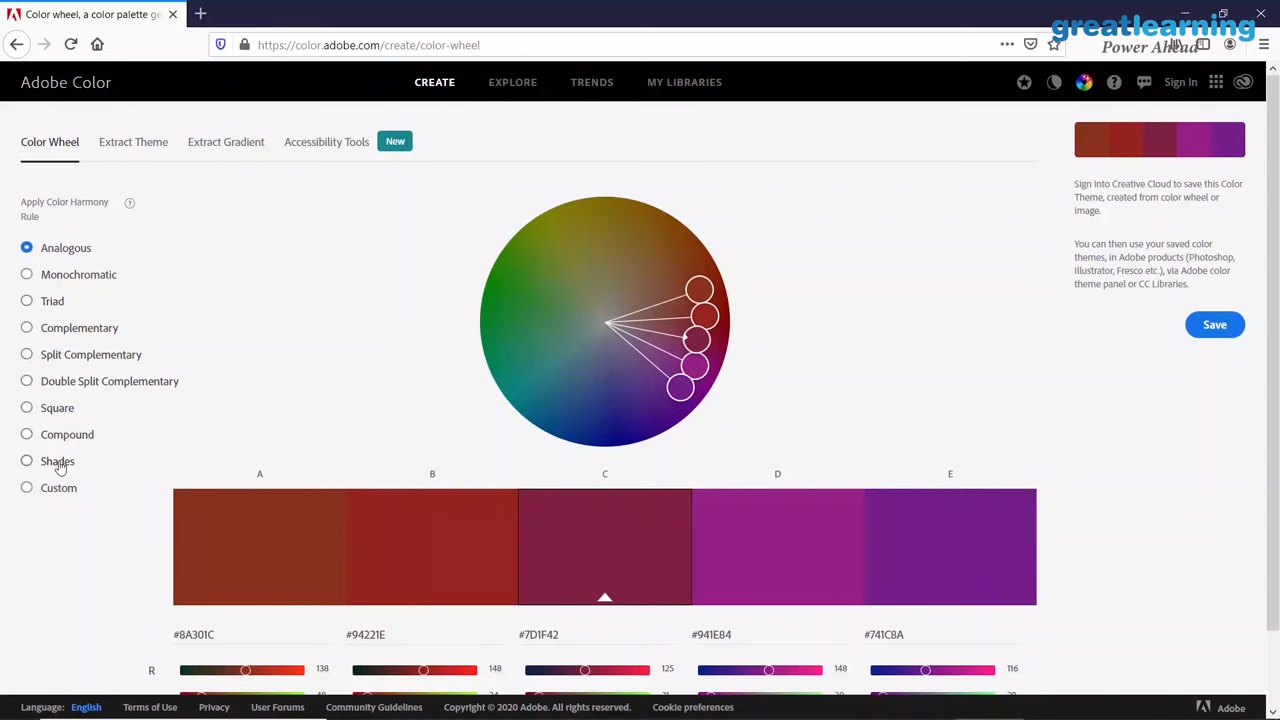 Color wheel, a color palette ge
greatlearning
Power Ahead
https://color.adobe.com/create/color-wheel
Adobe Color
CREATE
EXPLORE
TRENDS
MY LIBRARIES
Sign In
Color Wheel
Extract Theme
Extract Gradient
Accessibility Tools
New
Apply Color Harmony
Rule
Analogous
Monochromatic
Triad
Complementary
Split Complementary
Double Split Complementary
Square
Compound
Shades
Custom
Sign into Creative Cloud to save this Color
Theme, created from color wheel or
image.
You can then use your saved color
themes, in Adobe products (Photoshop,
Illustrator, Fresco etc.), via Adobe color
theme panel or CC Libraries.
Save
A B C D E
#8A301C #94221E #7D1F42 #941E84 #741C8A
R 138 148 125 148 116
Language: English Terms of Use Privacy User Forums Community Guidelines Copyright © 2020 Adobe. All rights reserved. Cookie preferences Adobe